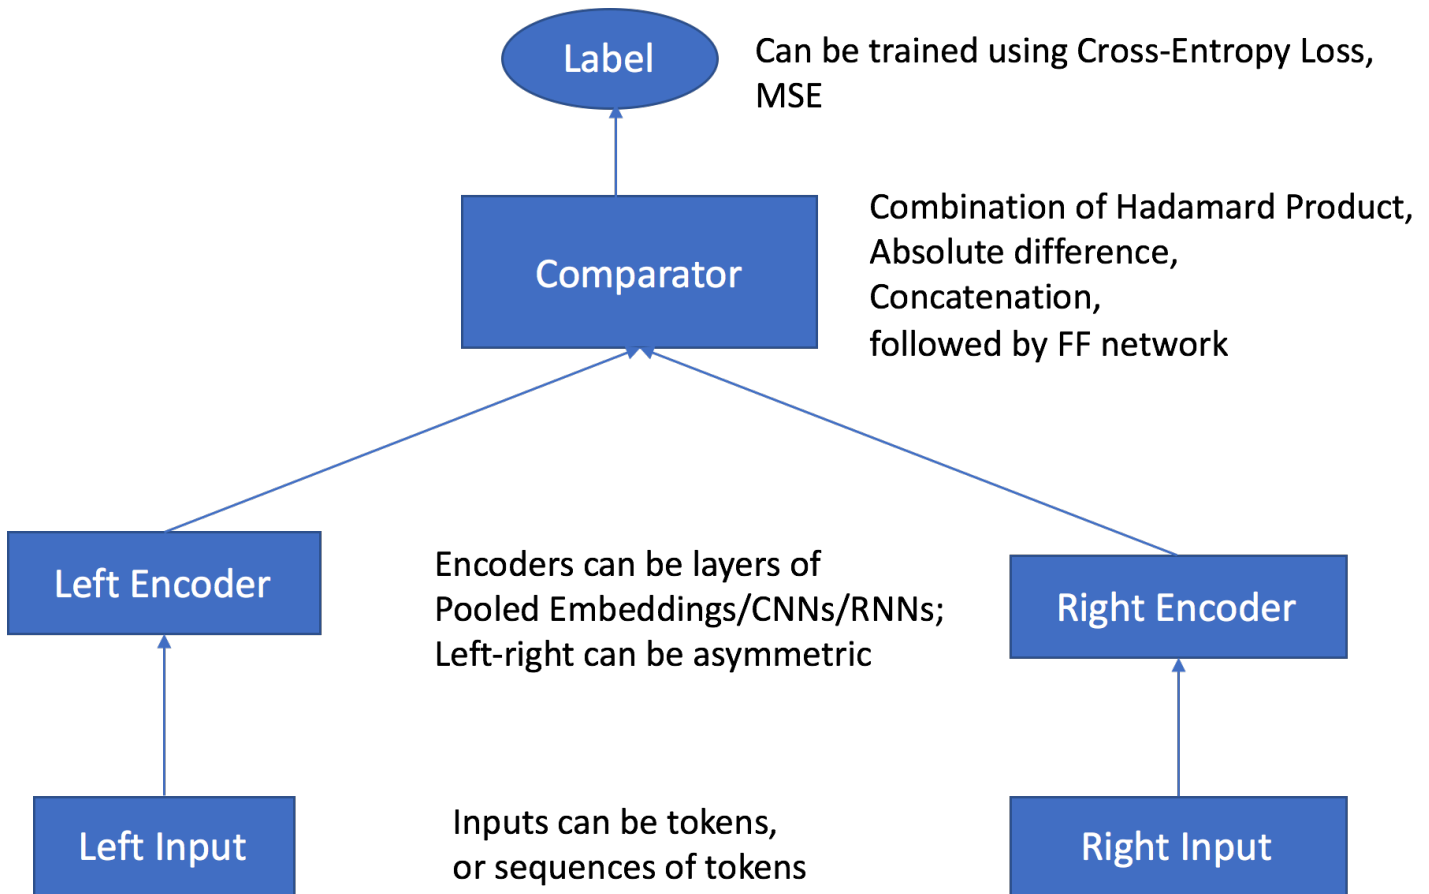 Label
Can be trained using Cross-Entropy Loss,
MSE
Comparator
Combination of Hadamard Product,
Absolute difference,
Concatenation,
followed by FF network
Left Encoder
Encoders can be layers of
Pooled Embeddings/CNNs/RNNs;
Left-right can be asymmetric
Right Encoder
Left Input
Inputs can be tokens,
or sequences of tokens
Right Input